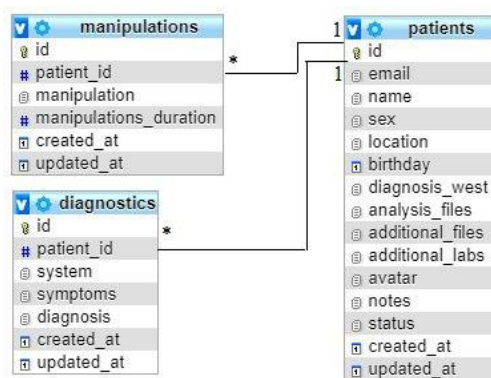 manipulations
id
patient_id
manipulation
manipulations_duration
created_at
updated_at
*
1
1
patients
id
email
name
sex
location
birthday
diagnosis_west
analysis_files
additional_files
additional_labs
avatar
notes
status
created_at
updated_at
diagnostics
id
patient_id
system
symptoms
diagnosis
created_at
updated_at
*